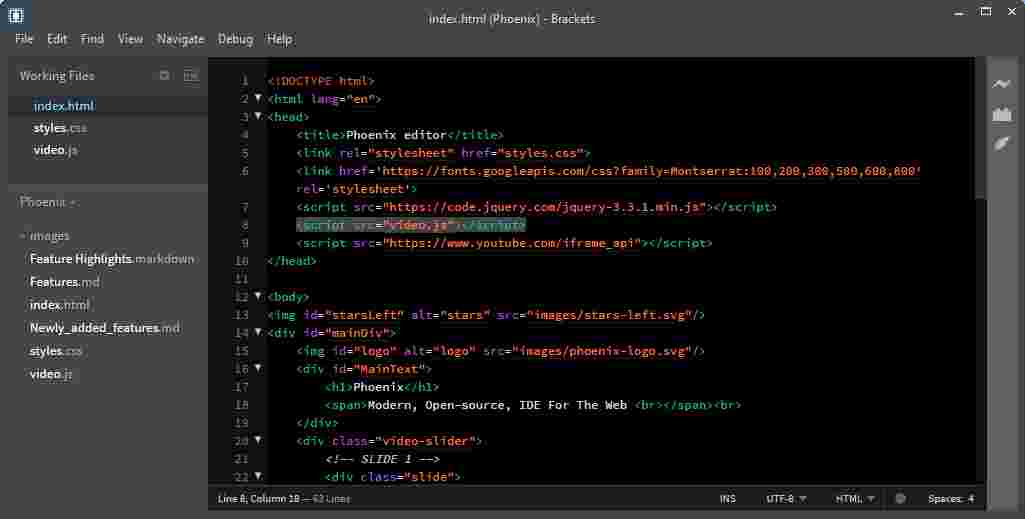 index.html (Phoenix) - Brackets
File Edit Find View Navigate Debug Help
Working Files
index.html
styles.css
video.js
Phoenix
images
Feature Highlights.markdown
Features.md
index.html
Newly_added_features.md
styles.css
video.js
1 <!DOCTYPE html>
2 <html lang="en">
3 <head>
4 <title>Phoenix editor</title>
5 <link rel="stylesheet" href="styles.css">
6 <link href='https://fonts.googleapis.com/css?family=Montserrat:100,200,300,500,600,800'
rel='stylesheet'>
7 <script src="https://code.jquery.com/jquery-3.3.1.min.js"></script>
8 <script src="video.js"></script>
9 <script src="https://www.youtube.com/iframe_api"></script>
10 </head>
11
12 <body>
13 <img id="starsLeft" alt="stars" src="images/stars-left.svg"/>
14 <div id="mainDiv">
15 <img id="logo" alt="logo" src="images/phoenix-logo.svg"/>
16 <div id="MainText">
17 <h1>Phoenix</h1>
18 <span>Modern, Open-source, IDE For The Web <br></span><br>
19 </div>
20 <div class="video-slider">
21 <!-- SLIDE 1 -->
22 <div class="slide">
Line 8, Column 18 — 63 Lines INS UTF-8 HTML Spaces: 4